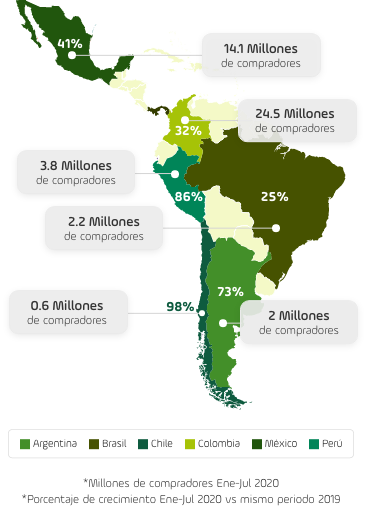 41%
14.1 Millones
de compradores
24.5 Millones
de compradores
32%
3.8 Millones
de compradores
86%
25%
2.2 Millones
de compradores
73%
98%
0.6 Millones
de compradores
2 Millones
de compradores
Argentina Brasil Chile Colombia México Perú
*Millones de compradores Ene-Jul 2020
*Porcentaje de crecimiento Ene-Jul 2020 vs mismo periodo 2019